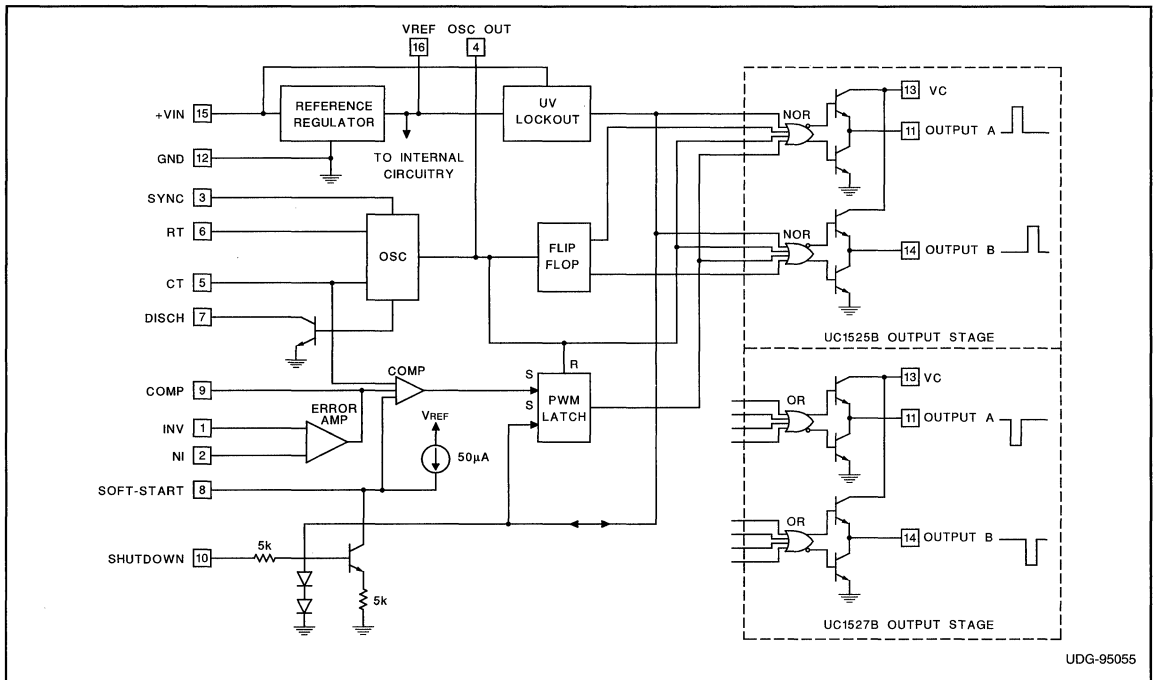 VREF OSC OUT
16 4
+VIN 15
REFERENCE
REGULATOR
UV
LOCKOUT
GND 12
TO INTERNAL
CIRCUITRY
SYNC 3
RT 6
OSC
FLIP
FLOP
CT 5
DISCH 7
COMP
COMP 9
ERROR
AMP
INV 1
NI 2
SOFT-START 8
VREF
50µA
S
S
R
PWM
LATCH
SHUTDOWN 10
5k
5k
NOR
13 VC
11 OUTPUT A
NOR
14 OUTPUT B
UC1525B OUTPUT STAGE
13 VC
OR
11 OUTPUT A
OR
14 OUTPUT B
UC1527B OUTPUT STAGE
UDG-95055